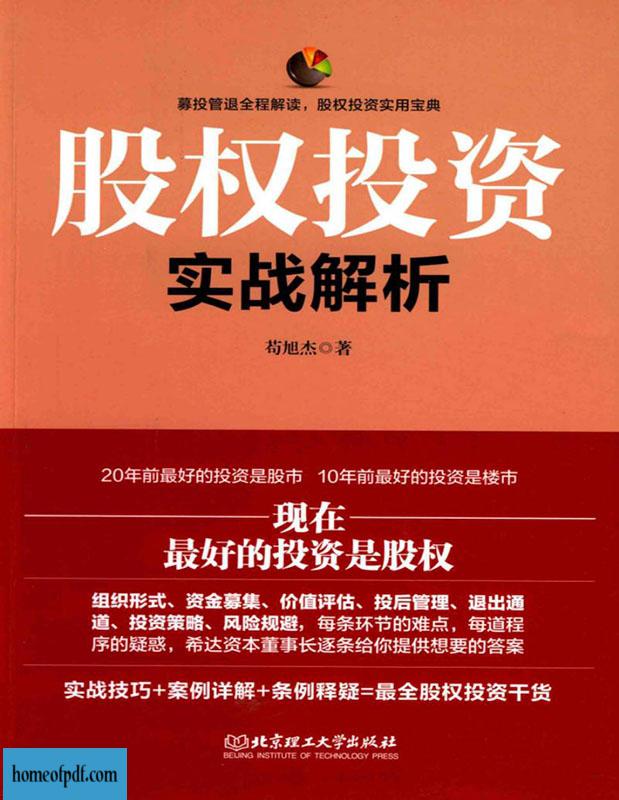 募投管退全程解读，股权投资实用宝典
股权投资
实战解析
苟旭杰◎著
20年前最好的投资是股市 10年前最好的投资是楼市
现在
最好的投资是股权
组织形式、资金募集、价值评估、投后管理、退出通
道、投资策略、风险规避，每条环节的难点，每道程
序的疑惑，希达资本董事长逐条给你提供想要的答案
实战技巧+案例详解+条例释疑=最全股权投资干货
北京理工大学出版社
BEIJING INSTITUTE OF TECHNOLOGY PRESS
homeofpdf.com